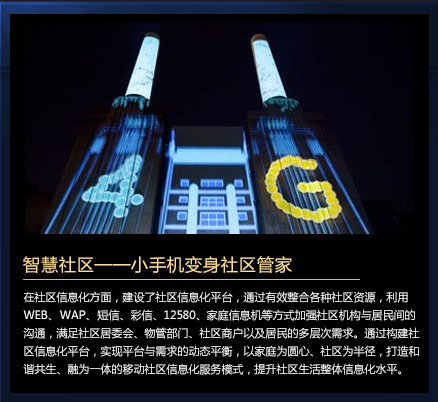 4G
智慧社区——小手机变身社区管家
在社区信息化方面，建设了社区信息化平台，通过有效整合各种社区资源，利用
WEB、WAP、短信、彩信、12580、家庭信息机等方式加强社区机构与居民间的
沟通，满足社区居委会、物管部门、社区商户以及居民的多层次需求。通过构建社
区信息化平台，实现平台与需求的动态平衡，以家庭为圆心、社区为半径，打造和
谐共生、融为一体的移动社区信息化服务模式，提升社区生活整体信息化水平。